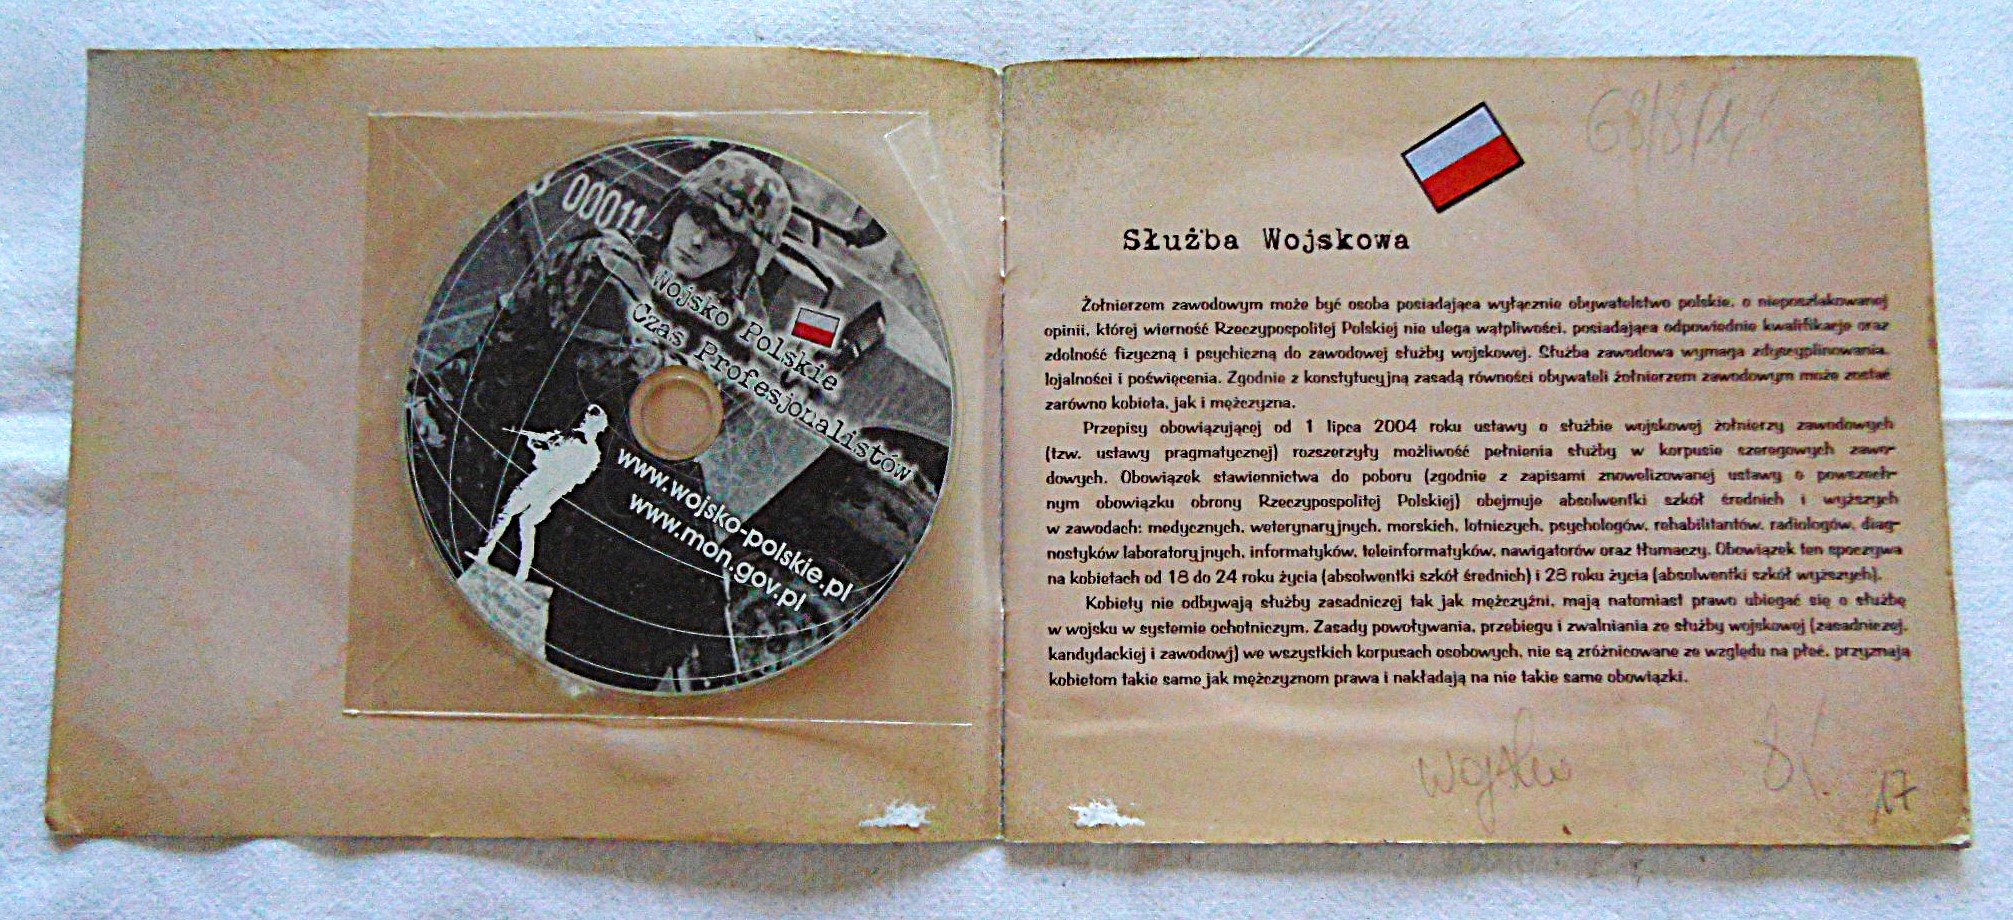 00011
Wojsko Polskie
Czas Profesjonalistów
www.wojsko-polskie.pl
www.mon.gov.pl
68/8/14
Służba Wojskowa
Żołnierzem zawodowym może być osoba posiadająca wyłącznie obywatelstwo polskie, o nieposzlakowanej
opinii, której wierność Rzeczypospolitej Polskiej nie ulega wątpliwości, posiadająca odpowiednie kwalifikacje oraz
zdolność fizyczną i psychiczną do zawodowej służby wojskowej. Służba zawodowa wymaga zdyscyplinowania,
lojalności i poświęcenia. Zgodnie z konstytucyjną zasadą równości obywateli żołnierzem zawodowym może zostać
zarówno kobieta, jak i mężczyzna.
Przepisy obowiązującej od 1 lipca 2004 roku ustawy o służbie wojskowej żołnierzy zawodowych
(tzw. ustawy pragmatycznej) rozszerzyły możliwość pełnienia służby w korpusie szeregowych zawo-
dowych. Obowiązek stawiennictwa do poboru (zgodnie z zapisami znowelizowanej ustawy o powszech-
nym obowiązku obrony Rzeczypospolitej Polskiej) obejmuje absolwentki szkół średnich i wyższych
w zawodach: medycznych, weterynaryjnych, morskich, lotniczych, psychologów, rehabilitantów, radiologów, diag-
nostyków laboratoryjnych, informatyków, teleinformatyków, nawigatorów oraz tłumaczy. Obowiązek ten spoczywa
na kobietach od 18 do 24 roku życia (absolwentki szkół średnich) i 28 roku życia (absolwentki szkół wyższych).
Kobiety nie odbywają służby zasadniczej tak jak mężczyźni, mają natomiast prawo ubiegać się o służbę
w wojsku w systemie ochotniczym. Zasady powoływania, przebiegu i zwalniania ze służby wojskowej (zasadniczej,
kandydackiej i zawodowj) we wszystkich korpusach osobowych, nie są zróżnicowane ze względu na płeć, przyznają
kobietom takie same jak mężczyznom prawa i nakładają na nie takie same obowiązki.
17